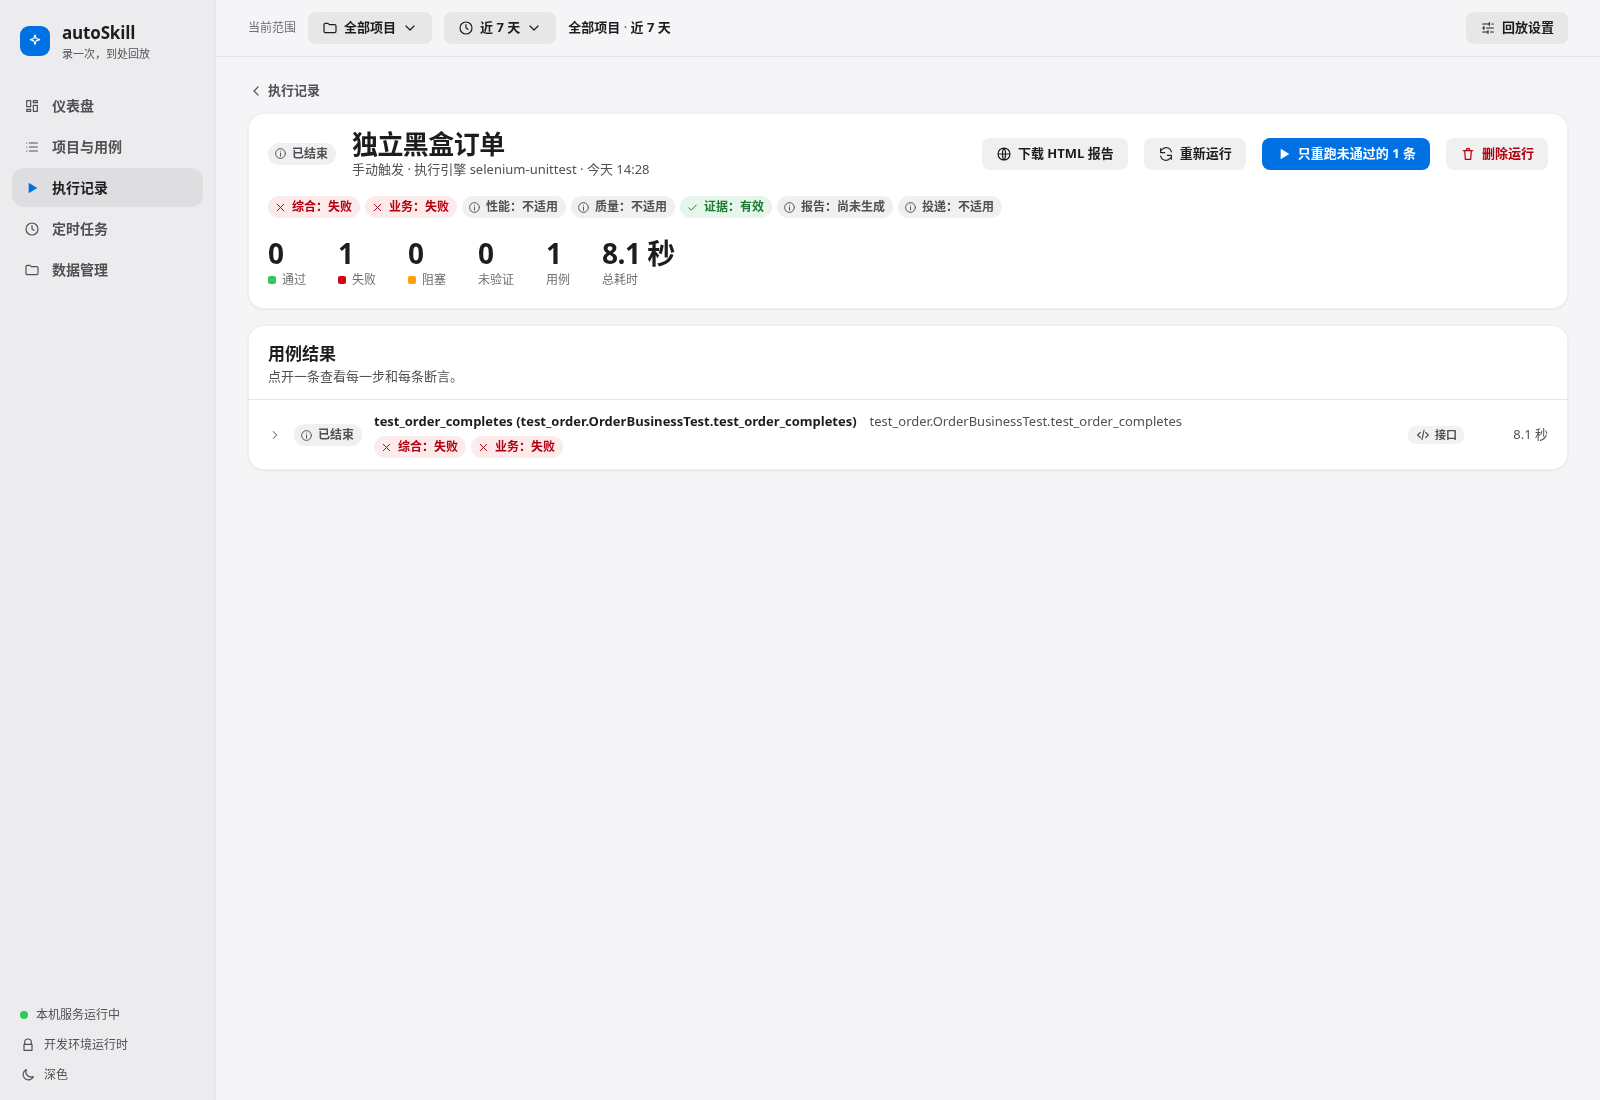 autoSkill
录一次，到处回放
仪表盘
项目与用例
执行记录
定时任务
数据管理
本机服务运行中
开发环境运行时
深色
当前范围 全部项目 近 7 天 全部项目 · 近 7 天 回放设置
执行记录
已结束 独立黑盒订单
手动触发 · 执行引擎 selenium-unittest · 今天 14:28
下载 HTML 报告 重新运行 只重跑未通过的 1 条 删除运行
综合：失败 业务：失败 性能：不适用 质量：不适用 证据：有效 报告：尚未生成 投递：不适用
0 1 0 0 1 8.1 秒
通过 失败 阻塞 未验证 用例 总耗时
用例结果
点开一条查看每一步和每条断言。
已结束 test_order_completes (test_order.OrderBusinessTest.test_order_completes) test_order.OrderBusinessTest.test_order_completes
综合：失败 业务：失败
接口 8.1 秒